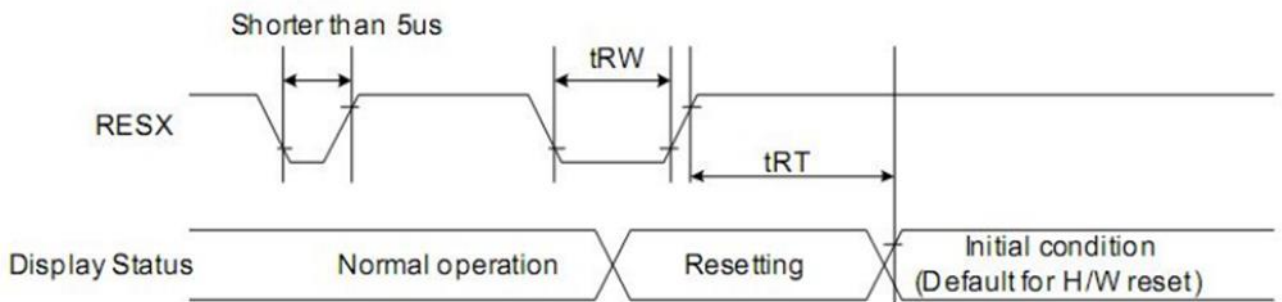 Shorter than 5us
tRW
RESX
tRT
Display Status
Normal operation
Resetting
Initial condition
(Default for H/W reset)